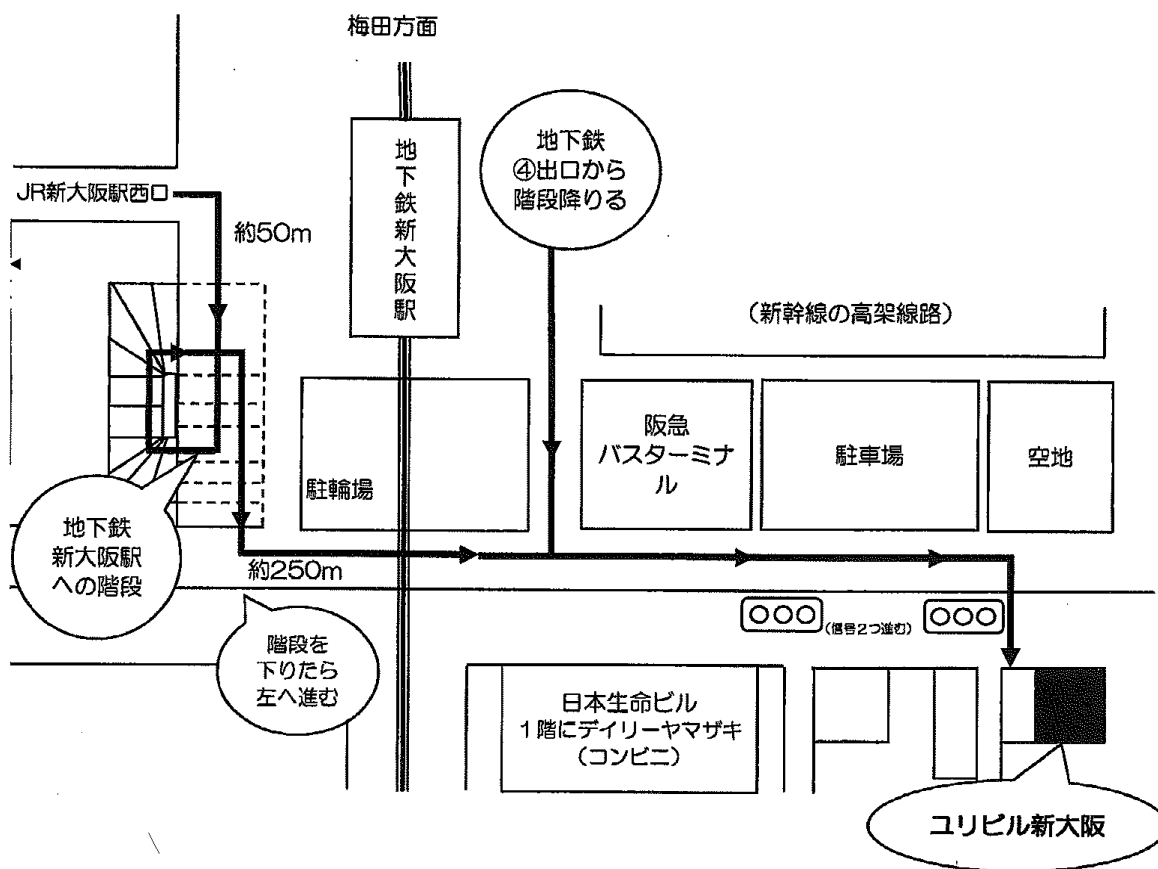 梅田方面
地下鉄新大阪駅
地下鉄
④出口から
階段降りる
JR新大阪駅西口
約50m
(新幹線の高架線路)
阪急
バスターミナ
ル
駐車場
空地
駐輪場
地下鉄
新大阪駅
への階段
約250m
(信号2つ進む)
階段を
下りたら
左へ進む
日本生命ビル
1階にデイリーヤマザキ
(コンビニ)
ユリビル新大阪